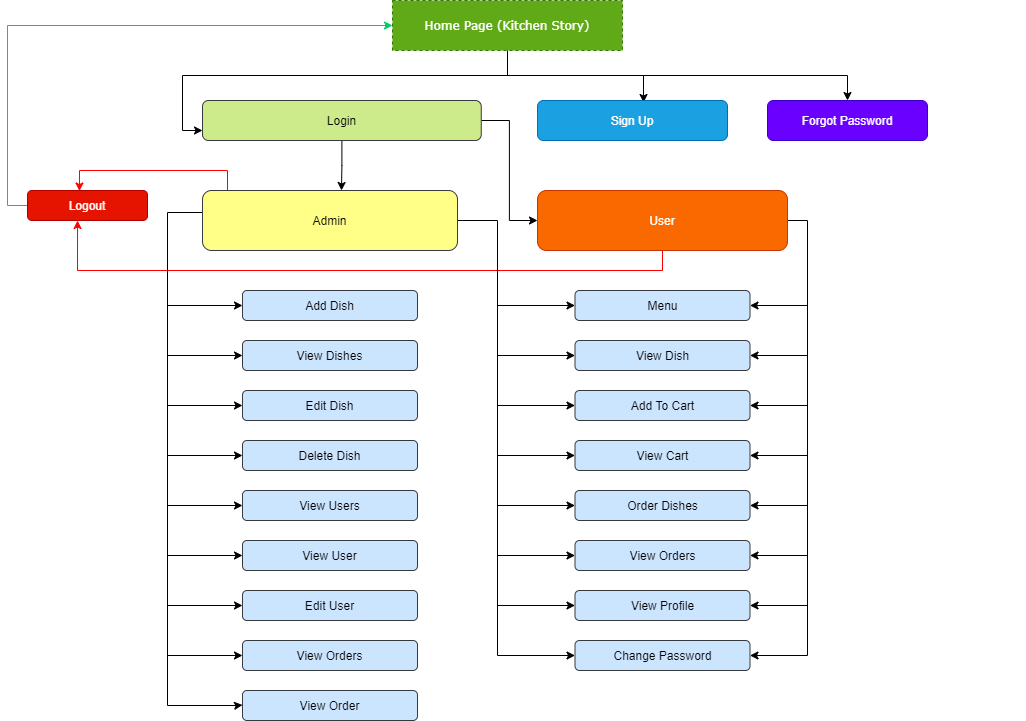 Home Page (Kitchen Story)
Login
Sign Up
Forgot Password
Logout
Admin
User
Add Dish
Menu
View Dishes
View Dish
Edit Dish
Add To Cart
Delete Dish
View Cart
View Users
Order Dishes
View User
View Orders
Edit User
View Profile
View Orders
Change Password
View Order